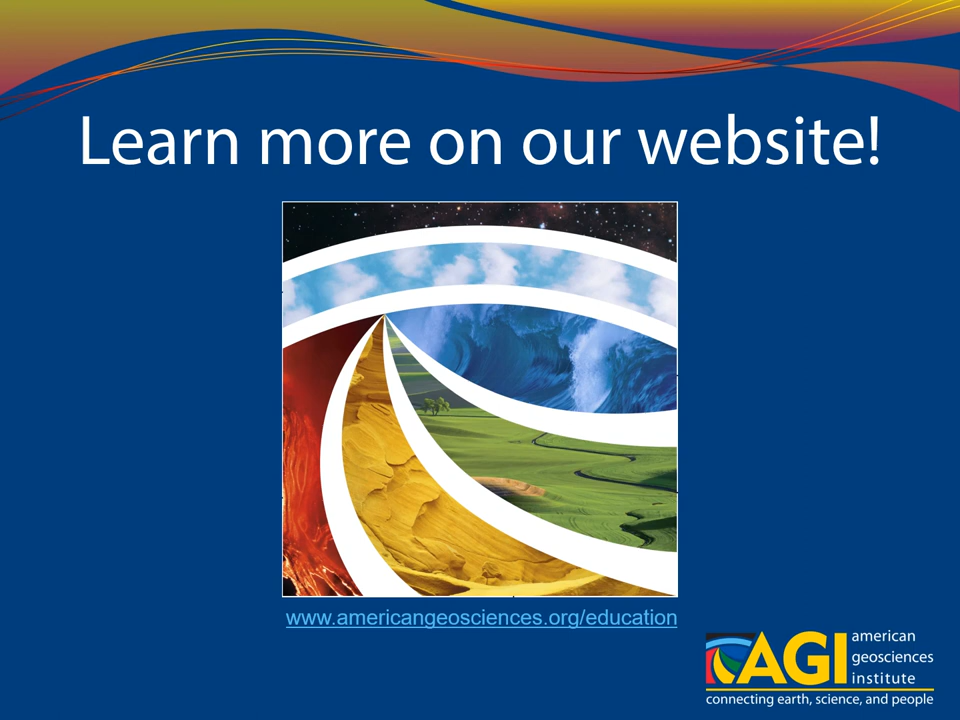 Learn more on our website!
www.americangeosciences.org/education
AGI
american
geosciences
institute
connecting earth, science, and people